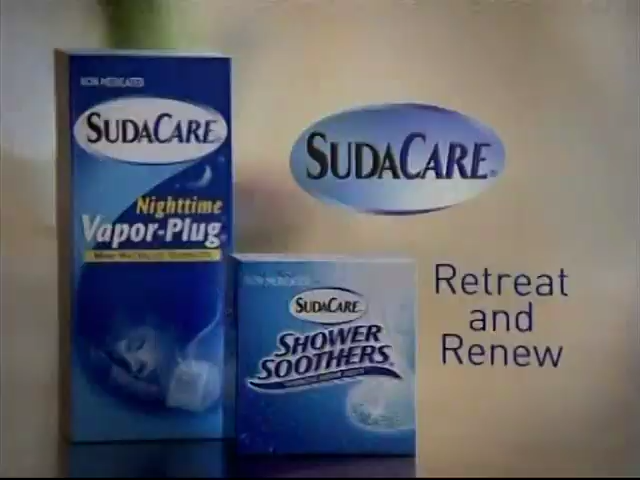 NON MEDICATED
SUDACARE
Nighttime
Vapor-Plug
NON MEDICATED
SUDACARE
SHOWER
SOOTHERS
SUDACARE
Retreat
and
Renew